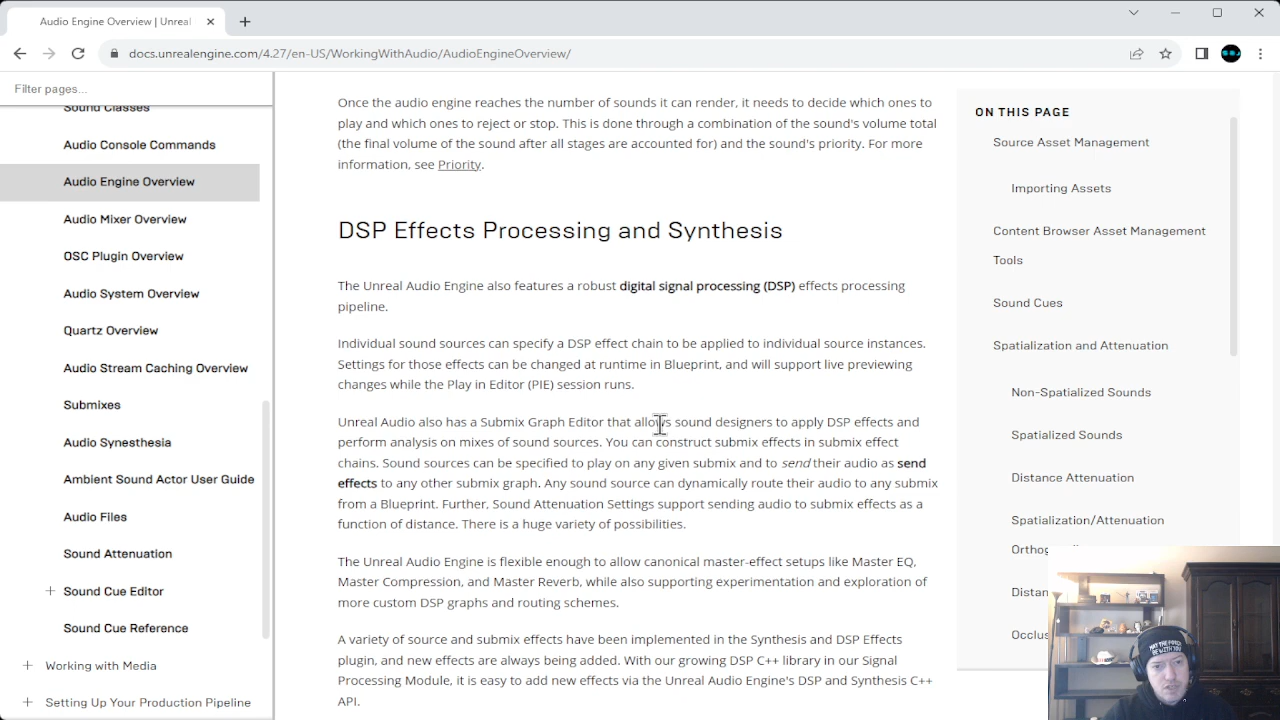 Audio Engine Overview | Unreal
docs.unrealengine.com/4.27/en-US/WorkingWithAudio/AudioEngineOverview/
Filter pages...
Sound Classes
Audio Console Commands
Audio Engine Overview
Audio Mixer Overview
OSC Plugin Overview
Audio System Overview
Quartz Overview
Audio Stream Caching Overview
Submixes
Audio Synesthesia
Ambient Sound Actor User Guide
Audio Files
Sound Attenuation
Sound Cue Editor
Sound Cue Reference
Working with Media
Setting Up Your Production Pipeline
Once the audio engine reaches the number of sounds it can render, it needs to decide which ones to
play and which ones to reject or stop. This is done through a combination of the sound's volume total
(the final volume of the sound after all stages are accounted for) and the sound's priority. For more
information, see Priority.
DSP Effects Processing and Synthesis
The Unreal Audio Engine also features a robust digital signal processing (DSP) effects processing
pipeline.
Individual sound sources can specify a DSP effect chain to be applied to individual source instances.
Settings for those effects can be changed at runtime in Blueprint, and will support live previewing
changes while the Play in Editor (PIE) session runs.
Unreal Audio also has a Submix Graph Editor that allows sound designers to apply DSP effects and
perform analysis on mixes of sound sources. You can construct submix effects in submix effect
chains. Sound sources can be specified to play on any given submix and to send their audio as send
effects to any other submix graph. Any sound source can dynamically route their audio to any submix
from a Blueprint. Further, Sound Attenuation Settings support sending audio to submix effects as a
function of distance. There is a huge variety of possibilities.
The Unreal Audio Engine is flexible enough to allow canonical master-effect setups like Master EQ,
Master Compression, and Master Reverb, while also supporting experimentation and exploration of
more custom DSP graphs and routing schemes.
A variety of source and submix effects have been implemented in the Synthesis and DSP Effects
plugin, and new effects are always being added. With our growing DSP C++ library in our Signal
Processing Module, it is easy to add new effects via the Unreal Audio Engine's DSP and Synthesis C++
API.
ON THIS PAGE
Source Asset Management
Importing Assets
Content Browser Asset Management
Tools
Sound Cues
Spatialization and Attenuation
Non-Spatialized Sounds
Spatialized Sounds
Distance Attenuation
Spatialization/Attenuation
MAY THE FORCE
BE WITH YOU